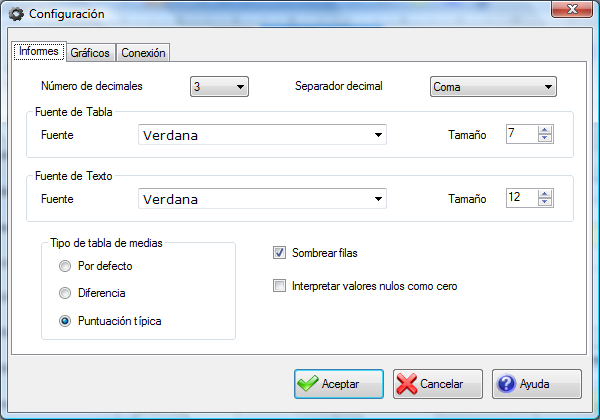 Configuración
Informes Gráficos Conexión
Número de decimales 3 Separador decimal Coma
Fuente de Tabla
Fuente Verdana Tamaño 7
Fuente de Texto
Fuente Verdana Tamaño 12
Tipo de tabla de medias
Por defecto
Diferencia
Puntuación típica
Sombrear filas
Interpretar valores nulos como cero
Aceptar Cancelar Ayuda